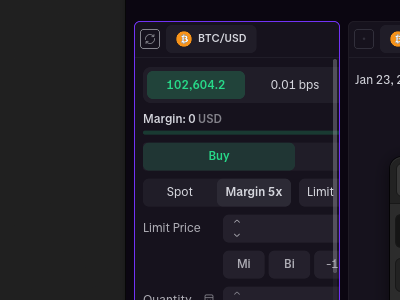 BTC/USD
102,604.2 0.01 bps
Jan 23, 2
Margin: 0 USD
Buy
Spot Margin 5x Limit
Limit Price
Mi Bi -1
Quantity